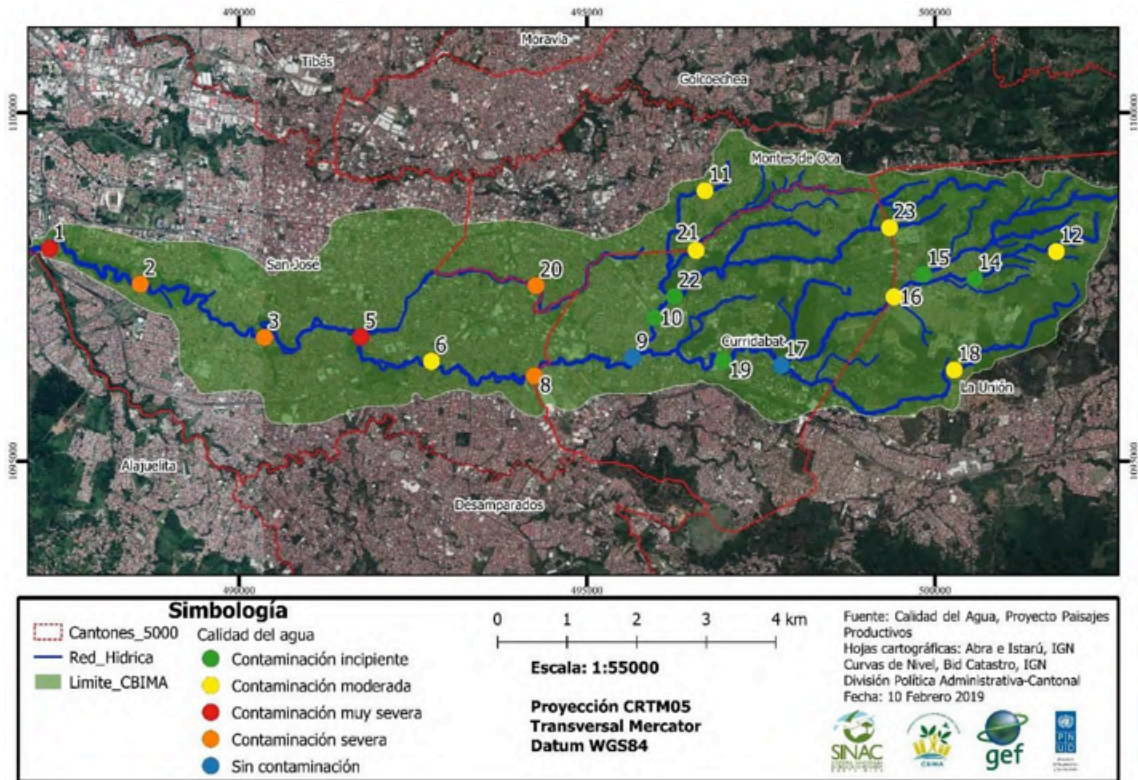 490000 495000 500000
Moravia
Tibás
Goicoechea
1100000 1100000
Montes de Oca
11
23
1
21
12
San José
15
14
2
20
22
16
10
3
5
9
Curridabat
17
6
19
18
8
La Unión
1095000 1095000
Alajuelita
Desamparados
490000 495000 500000
Simbología
Cantones_5000
Red_Hidrica
Limite_CBIMA
Calidad del agua
Contaminación incipiente
Contaminación moderada
Contaminación muy severa
Contaminación severa
Sin contaminación
0 1 2 3 4 km
Escala: 1:55000
Proyección CRTM05
Transversal Mercator
Datum WGS84
Fuente: Calidad del Agua, Proyecto Paisajes
Productivos
Hojas cartográficas: Abra e Istarú, IGN
Curvas de Nivel, Bid Catastro, IGN
División Política Administrativa-Cantonal
Fecha: 10 Febrero 2019
SINAC
CBIMA
gef
PN
UD